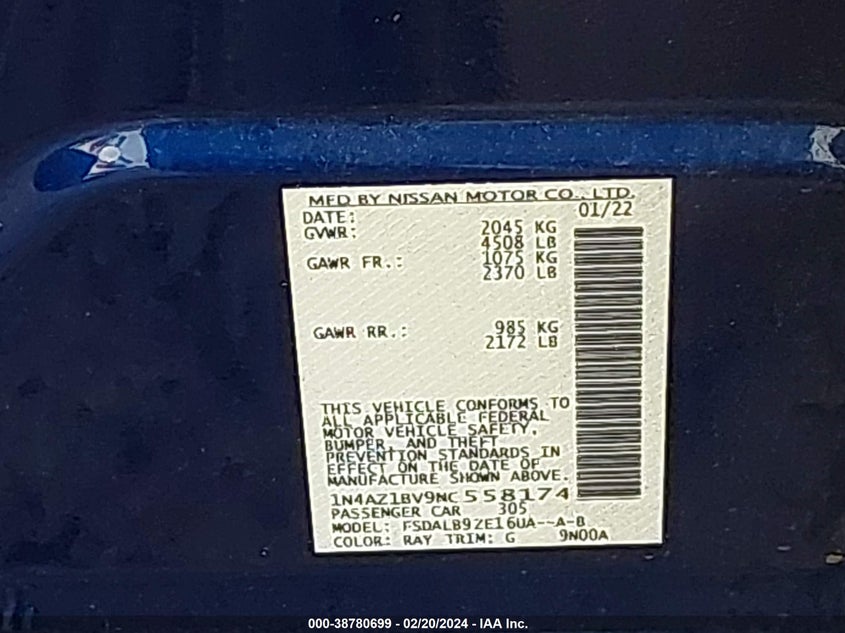 MFD BY NISSAN MOTOR CO., LTD.
DATE: 01/22
GVWR: 2045 KG
4508 LB
GAWR FR.: 1075 KG
2370 LB
GAWR RR.: 985 KG
2172 LB
THIS VEHICLE CONFORMS TO
ALL APPLICABLE FEDERAL
MOTOR VEHICLE SAFETY,
BUMPER, AND THEFT
PREVENTION STANDARDS IN
EFFECT ON THE DATE OF
MANUFACTURE SHOWN ABOVE.
1N4AZ1BV9NC558174
PASSENGER CAR 305
MODEL: FSDALB9ZE16UA--A-B
COLOR: RAY TRIM: G 9N00A
000-38780699 - 02/20/2024 - IAA Inc.